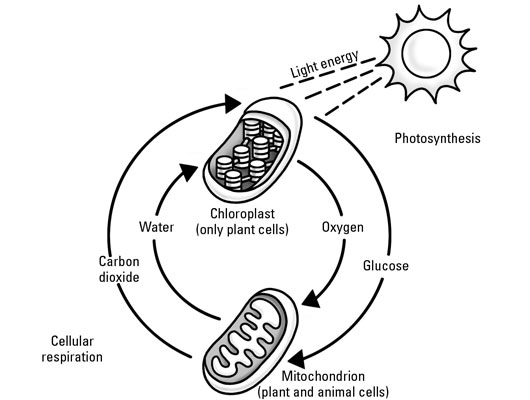 Light energy
Photosynthesis
Chloroplast
(only plant cells)
Water
Oxygen
Carbon
dioxide
Glucose
Cellular
respiration
Mitochondrion
(plant and animal cells)